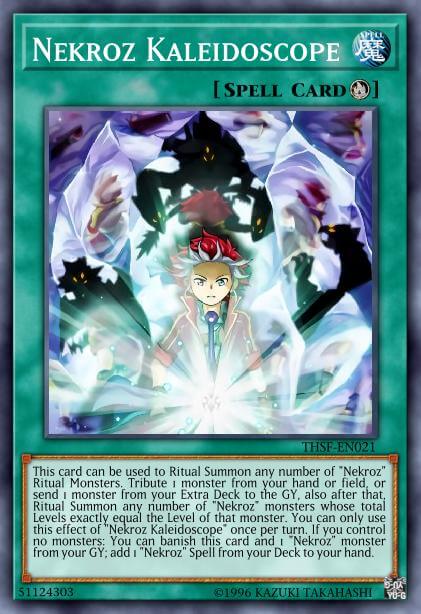 Nekroz Kaleidoscope
[Spell Card]
THSF-EN021
This card can be used to Ritual Summon any number of "Nekroz"
Ritual Monsters. Tribute 1 monster from your hand or field, or
send 1 monster from your Extra Deck to the GY, also after that,
Ritual Summon any number of "Nekroz" monsters whose total
Levels exactly equal the Level of that monster. You can only use
this effect of "Nekroz Kaleidoscope" once per turn. If you control
no monsters: You can banish this card and 1 "Nekroz" monster
from your GY; add 1 "Nekroz" Spell from your Deck to your hand.
51124303
©1996 KAZUKI TAKAHASHI